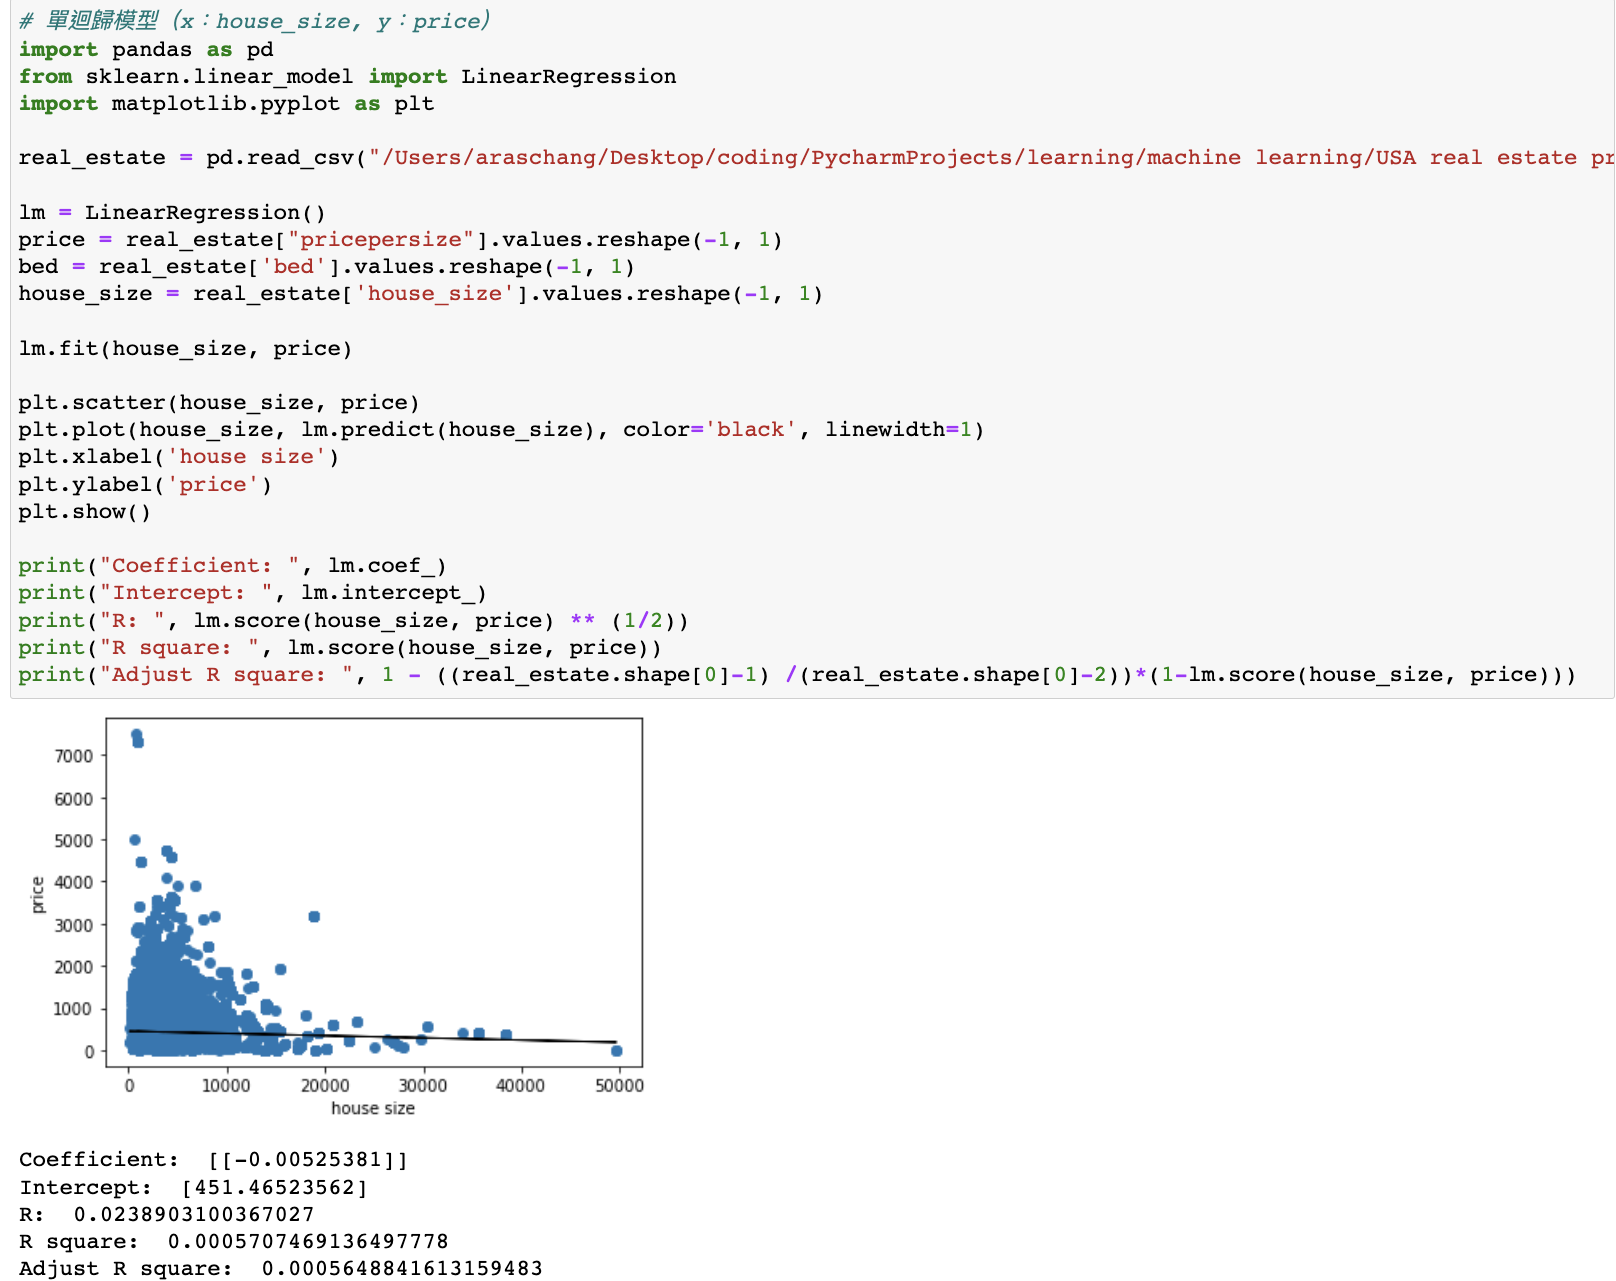 # 單迴歸模型（x：house_size, y：price）
import pandas as pd
from sklearn.linear_model import LinearRegression
import matplotlib.pyplot as plt
real_estate = pd.read_csv("/Users/araschang/Desktop/coding/PycharmProjects/learning/machine learning/USA real estate pr
lm = LinearRegression()
price = real_estate["pricepersize"].values.reshape(-1, 1)
bed = real_estate['bed'].values.reshape(-1, 1)
house_size = real_estate['house_size'].values.reshape(-1, 1)
lm.fit(house_size, price)
plt.scatter(house_size, price)
plt.plot(house_size, lm.predict(house_size), color='black', linewidth=1)
plt.xlabel('house size')
plt.ylabel('price')
plt.show()
print("Coefficient: ", lm.coef_)
print("Intercept: ", lm.intercept_)
print("R: ", lm.score(house_size, price) ** (1/2))
print("R square: ", lm.score(house_size, price))
print("Adjust R square: ", 1 - ((real_estate.shape[0]-1) /(real_estate.shape[0]-2))*(1-lm.score(house_size, price)))
7000
6000
5000
4000
3000
2000
1000
0
price
0 10000 20000 30000 40000 50000
house size
Coefficient:  [[-0.00525381]]
Intercept:  [451.46523562]
R:  0.0238903100367027
R square:  0.0005707469136497778
Adjust R square:  0.0005648841613159483